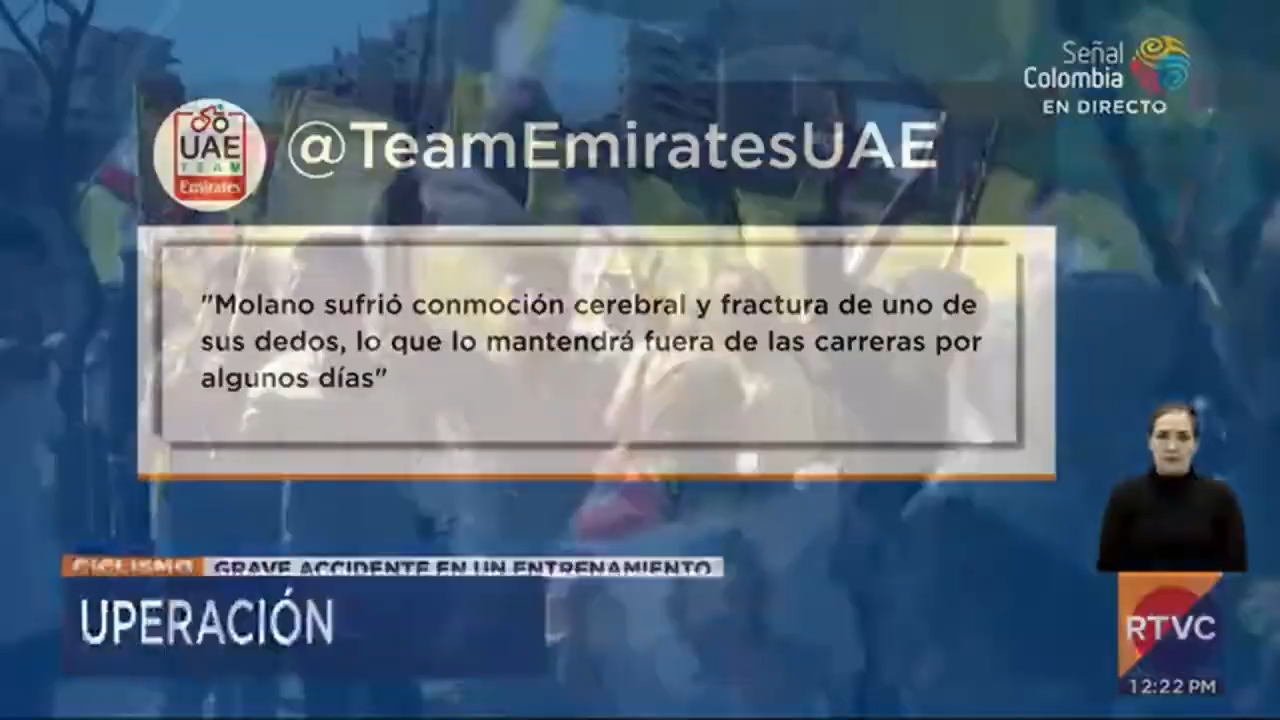 Señal
Colombia
EN DIRECTO
UAE
TEAM
Emirates
@TeamEmiratesUAE
"Molano sufrió conmoción cerebral y fractura de uno de
sus dedos, lo que lo mantendrá fuera de las carreras por
algunos días"
CICLISMO GRAVE ACCIDENTE EN UN ENTRENAMIENTO
UPERACIÓN
RTVC
12:22 PM